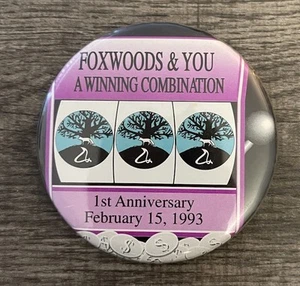 FOXWOODS & YOU
A WINNING COMBINATION
1st Anniversary
February 15, 1993